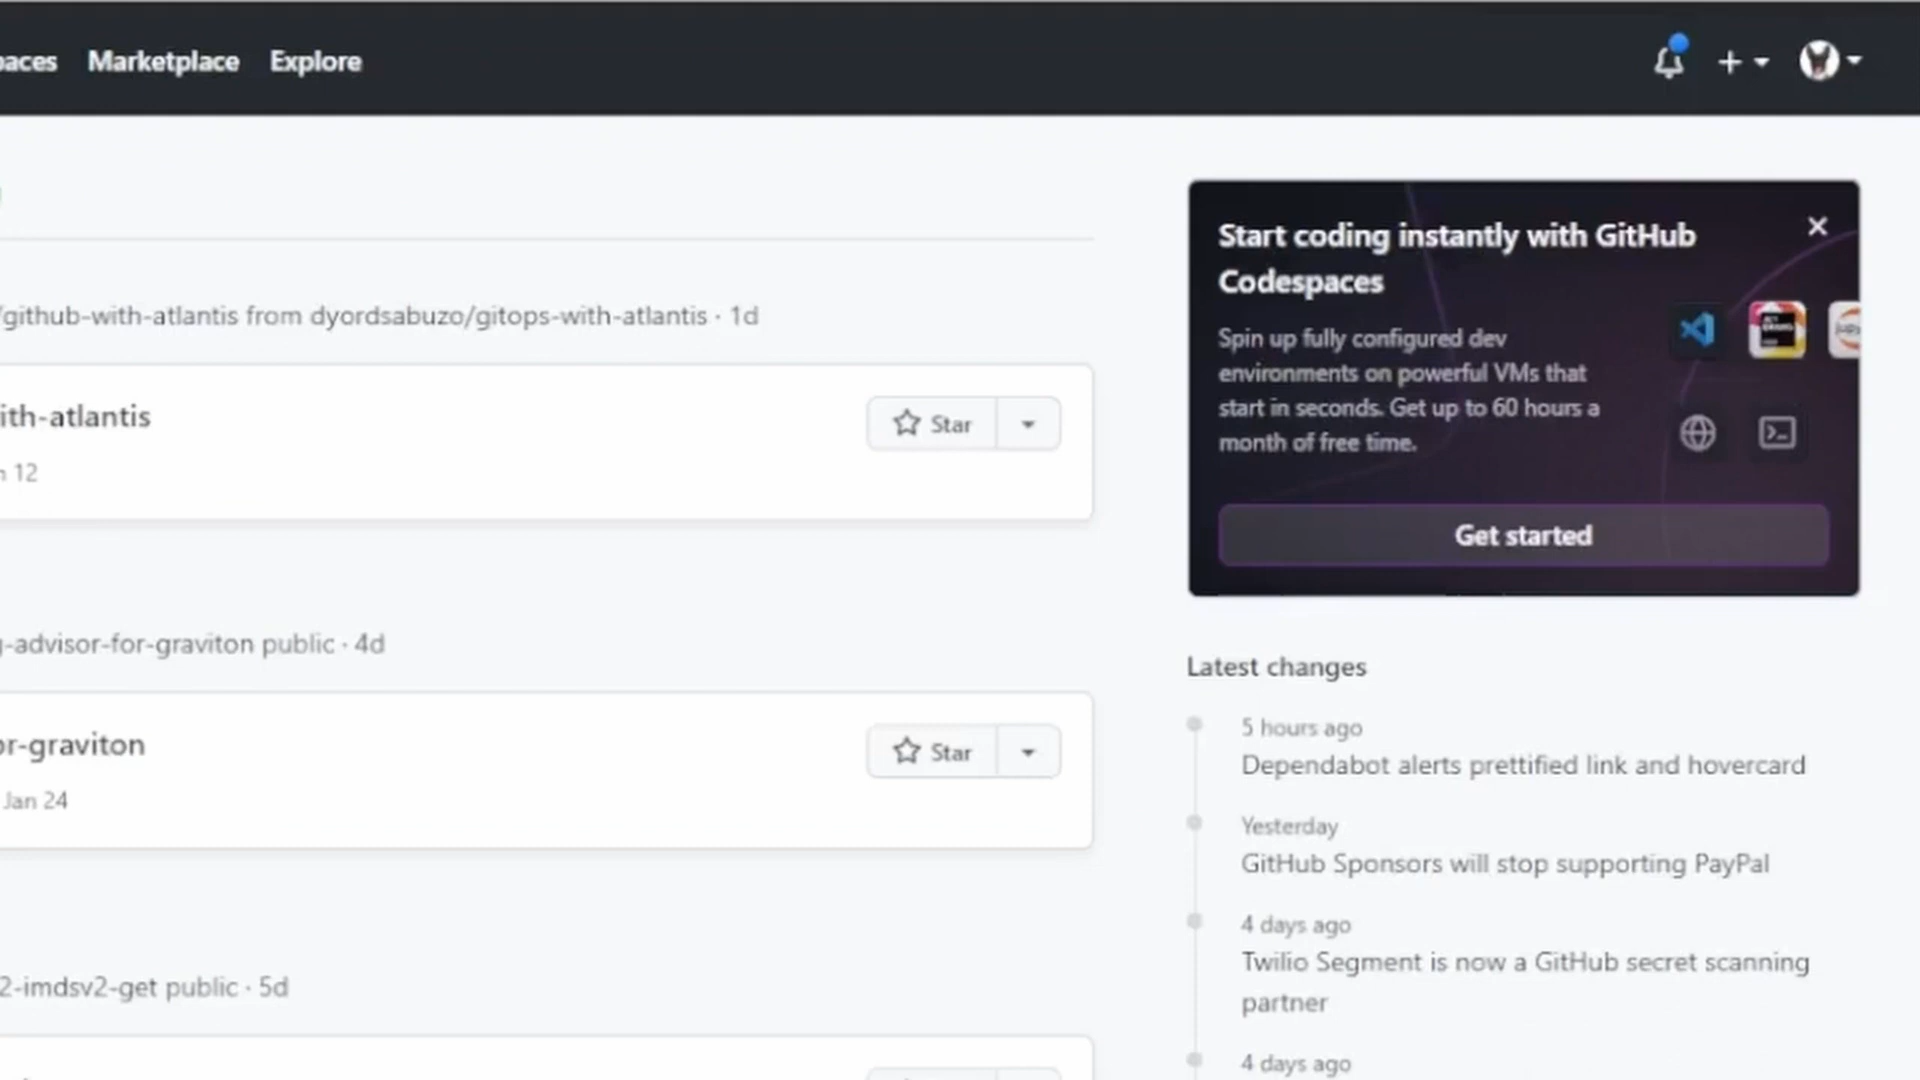 paces Marketplace Explore
/github-with-atlantis from dyordsabuzo/gitops-with-atlantis · 1d
ith-atlantis
Star
n 12
-advisor-for-graviton public · 4d
or-graviton
Star
Jan 24
2-imdsv2-get public · 5d
Start coding instantly with GitHub
Codespaces
Spin up fully configured dev
environments on powerful VMs that
start in seconds. Get up to 60 hours a
month of free time.
Get started
Latest changes
5 hours ago
Dependabot alerts prettified link and hovercard
Yesterday
GitHub Sponsors will stop supporting PayPal
4 days ago
Twilio Segment is now a GitHub secret scanning
partner
4 days ago